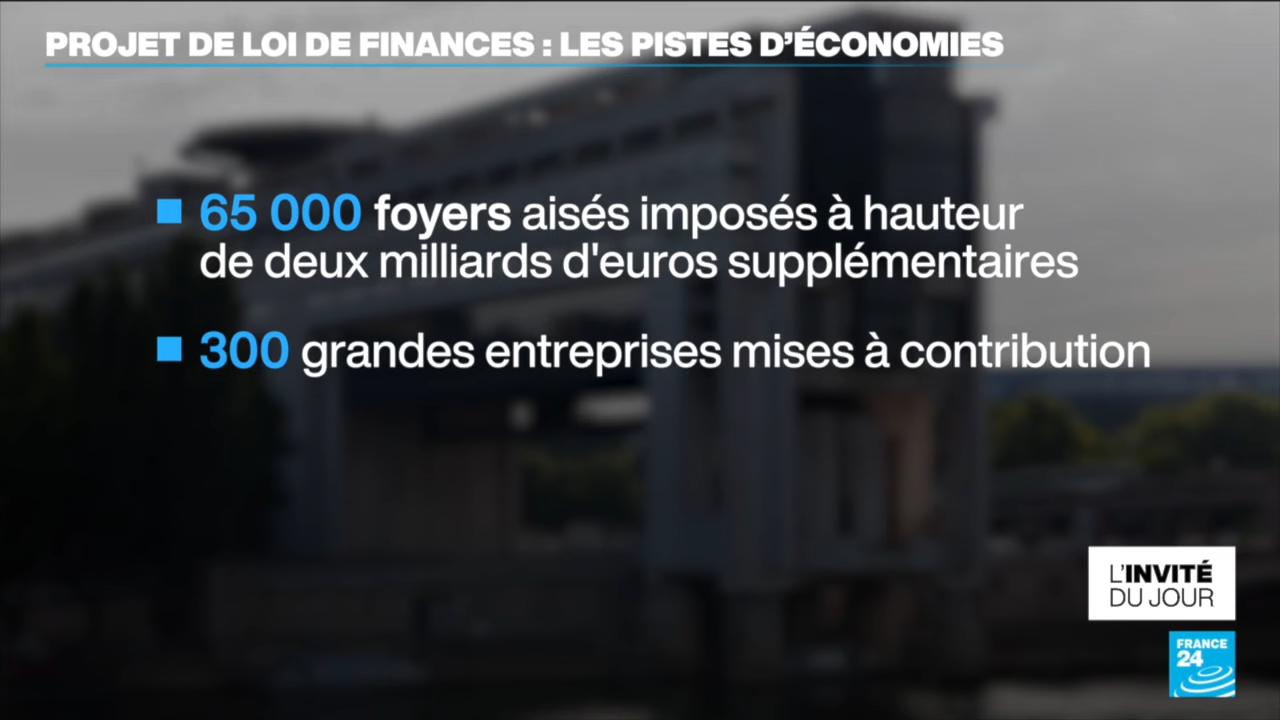 PROJET DE LOI DE FINANCES : LES PISTES D'ÉCONOMIES
65 000 foyers aisés imposés à hauteur
de deux milliards d'euros supplémentaires
300 grandes entreprises mises à contribution
L'INVITÉ
DU JOUR
FRANCE
24